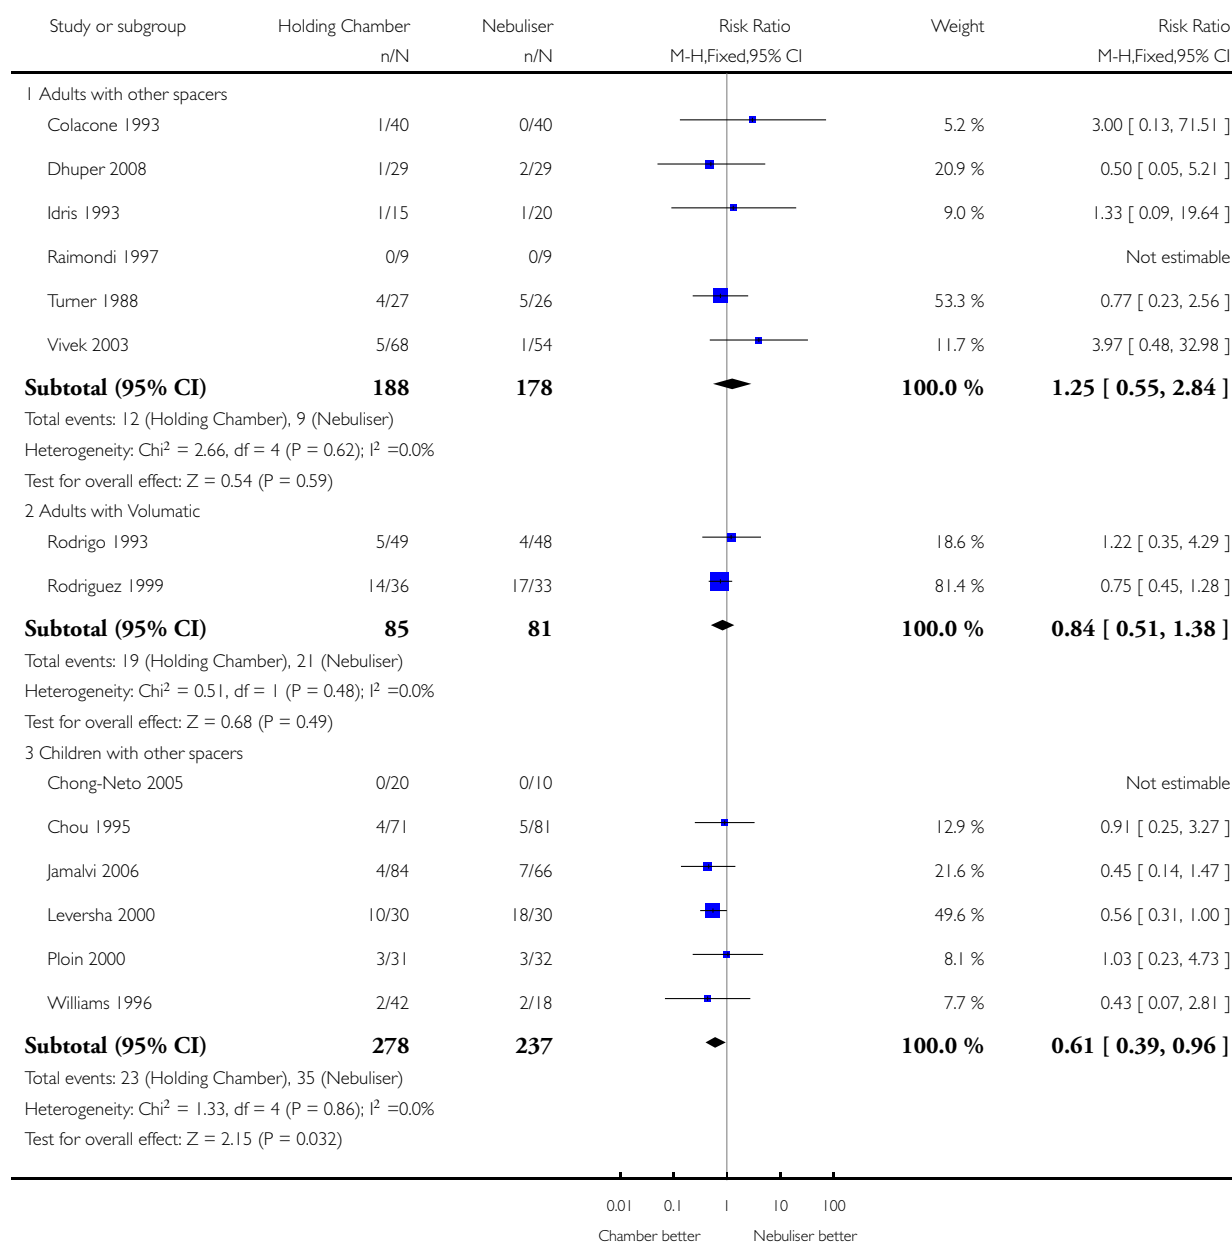 Study or subgroup Holding Chamber Nebuliser Risk Ratio Weight Risk Ratio
n/N n/N M-H,Fixed,95% CI M-H,Fixed,95% CI
1 Adults with other spacers
Colacone 1993 1/40 0/40 5.2 % 3.00 [ 0.13, 71.51 ]
Dhuper 2008 1/29 2/29 20.9 % 0.50 [ 0.05, 5.21 ]
Idris 1993 1/15 1/20 9.0 % 1.33 [ 0.09, 19.64 ]
Raimondi 1997 0/9 0/9 Not estimable
Turner 1988 4/27 5/26 53.3 % 0.77 [ 0.23, 2.56 ]
Vivek 2003 5/68 1/54 11.7 % 3.97 [ 0.48, 32.98 ]
Subtotal (95% CI) 188 178 100.0 % 1.25 [ 0.55, 2.84 ]
Total events: 12 (Holding Chamber), 9 (Nebuliser)
Heterogeneity: Chi² = 2.66, df = 4 (P = 0.62); I² =0.0%
Test for overall effect: Z = 0.54 (P = 0.59)
2 Adults with Volumatic
Rodrigo 1993 5/49 4/48 18.6 % 1.22 [ 0.35, 4.29 ]
Rodriguez 1999 14/36 17/33 81.4 % 0.75 [ 0.45, 1.28 ]
Subtotal (95% CI) 85 81 100.0 % 0.84 [ 0.51, 1.38 ]
Total events: 19 (Holding Chamber), 21 (Nebuliser)
Heterogeneity: Chi² = 0.51, df = 1 (P = 0.48); I² =0.0%
Test for overall effect: Z = 0.68 (P = 0.49)
3 Children with other spacers
Chong-Neto 2005 0/20 0/10 Not estimable
Chou 1995 4/71 5/81 12.9 % 0.91 [ 0.25, 3.27 ]
Jamalvi 2006 4/84 7/66 21.6 % 0.45 [ 0.14, 1.47 ]
Leversha 2000 10/30 18/30 49.6 % 0.56 [ 0.31, 1.00 ]
Ploin 2000 3/31 3/32 8.1 % 1.03 [ 0.23, 4.73 ]
Williams 1996 2/42 2/18 7.7 % 0.43 [ 0.07, 2.81 ]
Subtotal (95% CI) 278 237 100.0 % 0.61 [ 0.39, 0.96 ]
Total events: 23 (Holding Chamber), 35 (Nebuliser)
Heterogeneity: Chi² = 1.33, df = 4 (P = 0.86); I² =0.0%
Test for overall effect: Z = 2.15 (P = 0.032)
0.01 0.1 1 10 100
Chamber better Nebuliser better